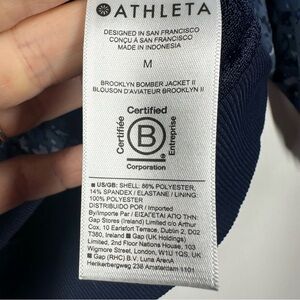 ATHLETA
DESIGNED IN SAN FRANCISCO
CONÇU À SAN FRANCISCO
MADE IN INDONESIA
M
BROOKLYN BOMBER JACKET II
BLOUSON D'AVIATEUR BROOKLYN II
Certified
Certifiée
B
Entreprise
Corporation
■ US/GB: SHELL: 86% POLYESTER,
14% SPANDEX / ELASTANE / LINING:
100% POLYESTER
DISTRIBUTED PO / Imported
By/Importe Par / ΕΙΣΑΓΕΤΑΙ ΑΠΟ ΤΗΝ:
Gap Stores (Ireland) Limited c/o Arthur
Cox, 10 Earlsfort Terrace, Dublin 2, D02
T380, Ireland ■ Gap (UK Holdings)
Limited, 2nd Floor Nations House, 103
Wigmore Street, London, W1U 1QS, UK
■ Gap (RHC) B.V. Luna ArenA
Herikerbergweg 238 Amsterdam 1101